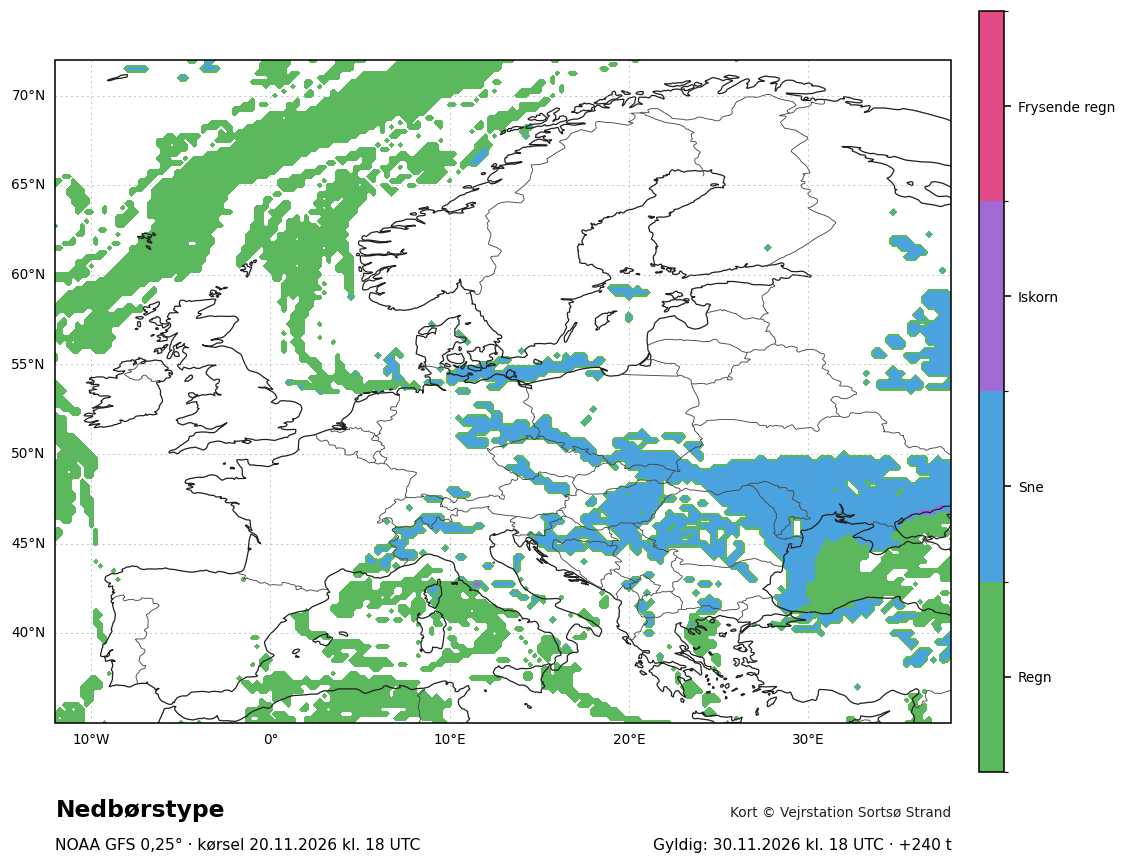 70°N
65°N
60°N
55°N
50°N
45°N
40°N
10°W
0°
10°E
20°E
30°E
Frysende regn
Iskorn
Sne
Regn
Nedbørstype
Kort © Vejrstation Sortsø Strand
NOAA GFS 0,25° · kørsel 20.11.2026 kl. 18 UTC
Gyldig: 30.11.2026 kl. 18 UTC · +240 t